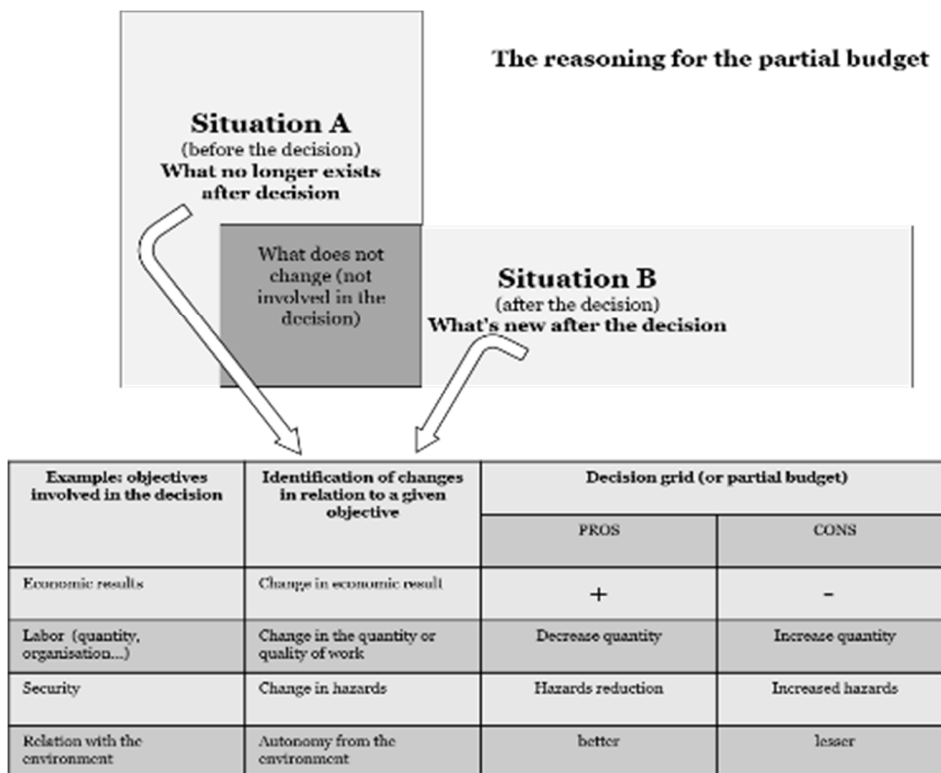 The reasoning for the partial budget
Situation A
(before the decision)
What no longer exists
after decision
What does not
change (not
involved in the
decision)
Situation B
(after the decision)
What's new after the decision
Example: objectives
involved in the decision
Identification of changes
in relation to a given
objective
Decision grid (or partial budget)
PROS
CONS
Economic results
Change in economic result
+
-
Labor (quantity,
organisation...)
Change in the quantity or
quality of work
Decrease quantity
Increase quantity
Security
Change in hazards
Hazards reduction
Increased hazards
Relation with the
environment
Autonomy from the
environment
better
lesser